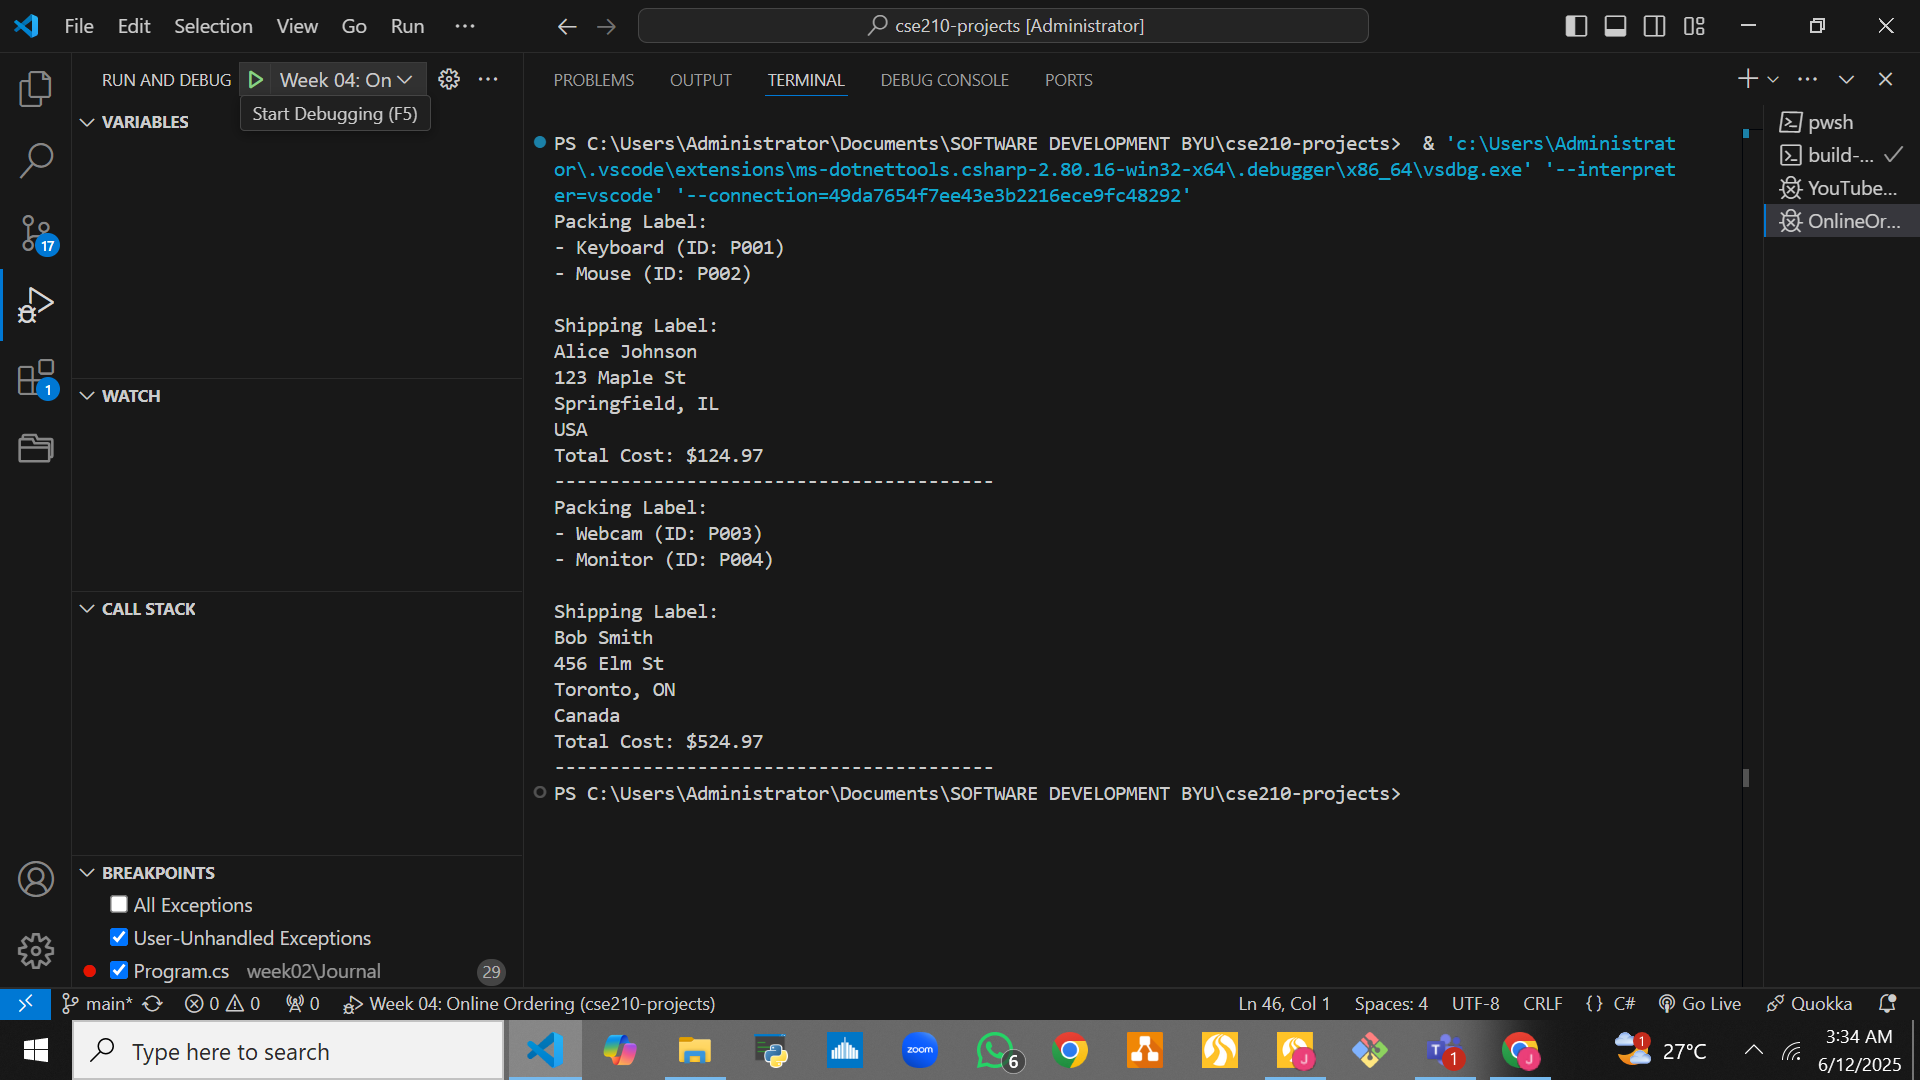 File Edit Selection View Go Run ···
cse210-projects [Administrator]
RUN AND DEBUG Week 04: On
Start Debugging (F5)
PROBLEMS OUTPUT TERMINAL DEBUG CONSOLE PORTS
VARIABLES
WATCH
CALL STACK
BREAKPOINTS
All Exceptions
User-Unhandled Exceptions
Program.cs week02\Journal 29
17
1
PS C:\Users\Administrator\Documents\SOFTWARE DEVELOPMENT BYU\cse210-projects>  & 'c:\Users\Administrat
or\.vscode\extensions\ms-dotnettools.csharp-2.80.16-win32-x64\.debugger\x86_64\vsdbg.exe' '--interpret
er=vscode' '--connection=49da7654f7ee43e3b2216ece9fc48292'
Packing Label:
- Keyboard (ID: P001)
- Mouse (ID: P002)
Shipping Label:
Alice Johnson
123 Maple St
Springfield, IL
USA
Total Cost: $124.97
----------------------------------------
Packing Label:
- Webcam (ID: P003)
- Monitor (ID: P004)
Shipping Label:
Bob Smith
456 Elm St
Toronto, ON
Canada
Total Cost: $524.97
----------------------------------------
PS C:\Users\Administrator\Documents\SOFTWARE DEVELOPMENT BYU\cse210-projects>
pwsh
build-...
YouTube...
OnlineOr...
main* 0 0 0 Week 04: Online Ordering (cse210-projects)
Ln 46, Col 1 Spaces: 4 UTF-8 CRLF {} C# Go Live Quokka
Type here to search
zoom
6
J
T 1
J
1
27°C
3:34 AM
6/12/2025